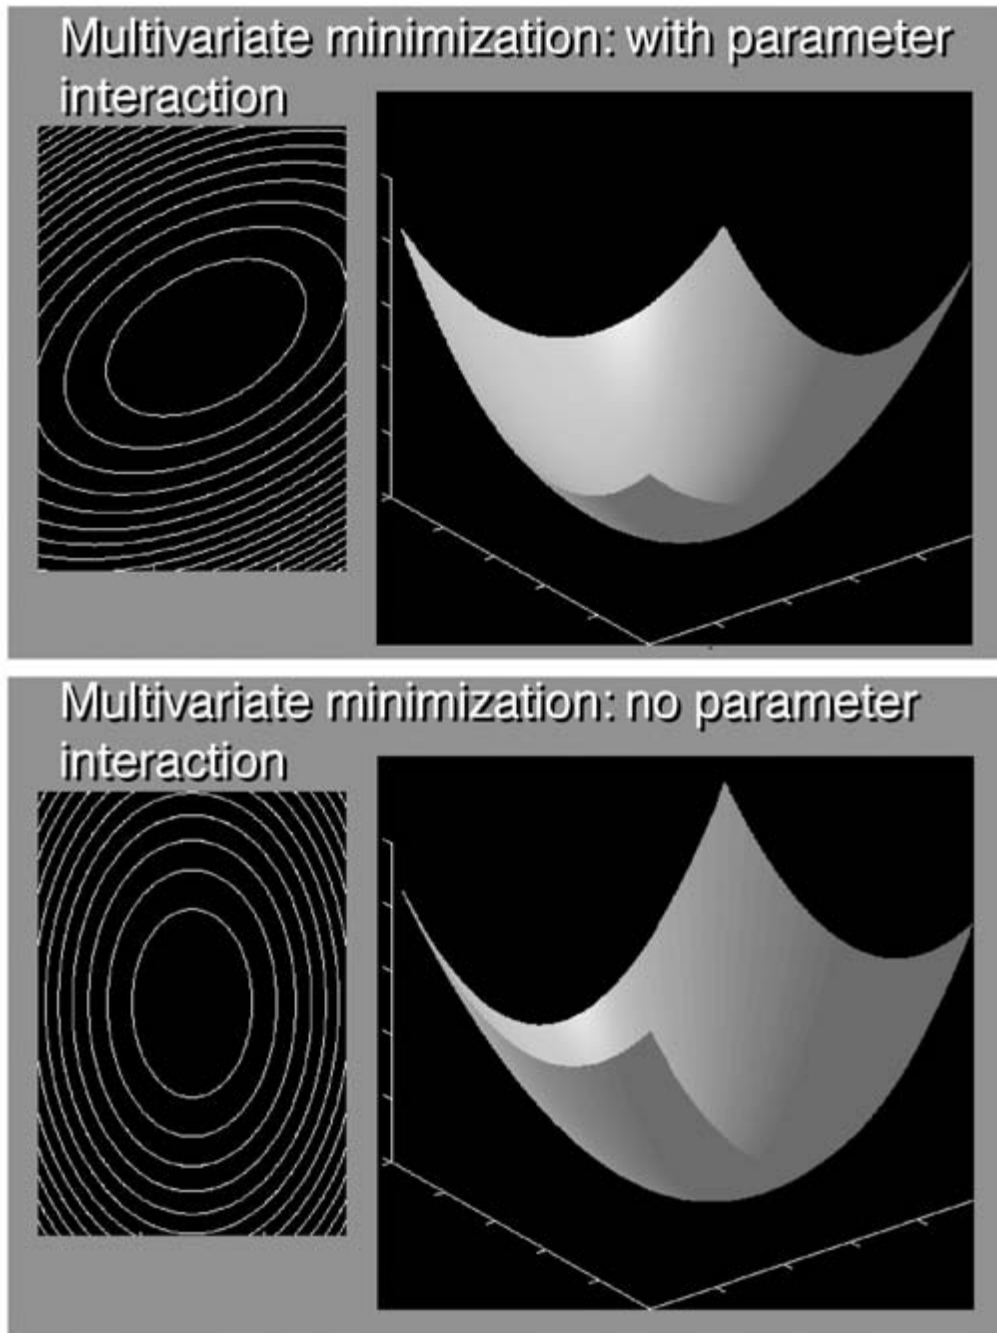 Multivariate minimization: with parameter
interaction
Multivariate minimization: no parameter
interaction